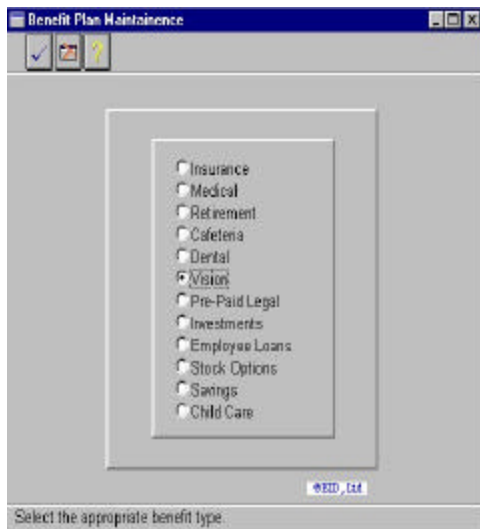 Benefit Plan Maintainence
?
Insurance
Medical
Retirement
Cafeteria
Dental
Vision
Pre-Paid Legal
Investments
Employee Loans
Stock Options
Savings
Child Care
Select the appropriate benefit type.